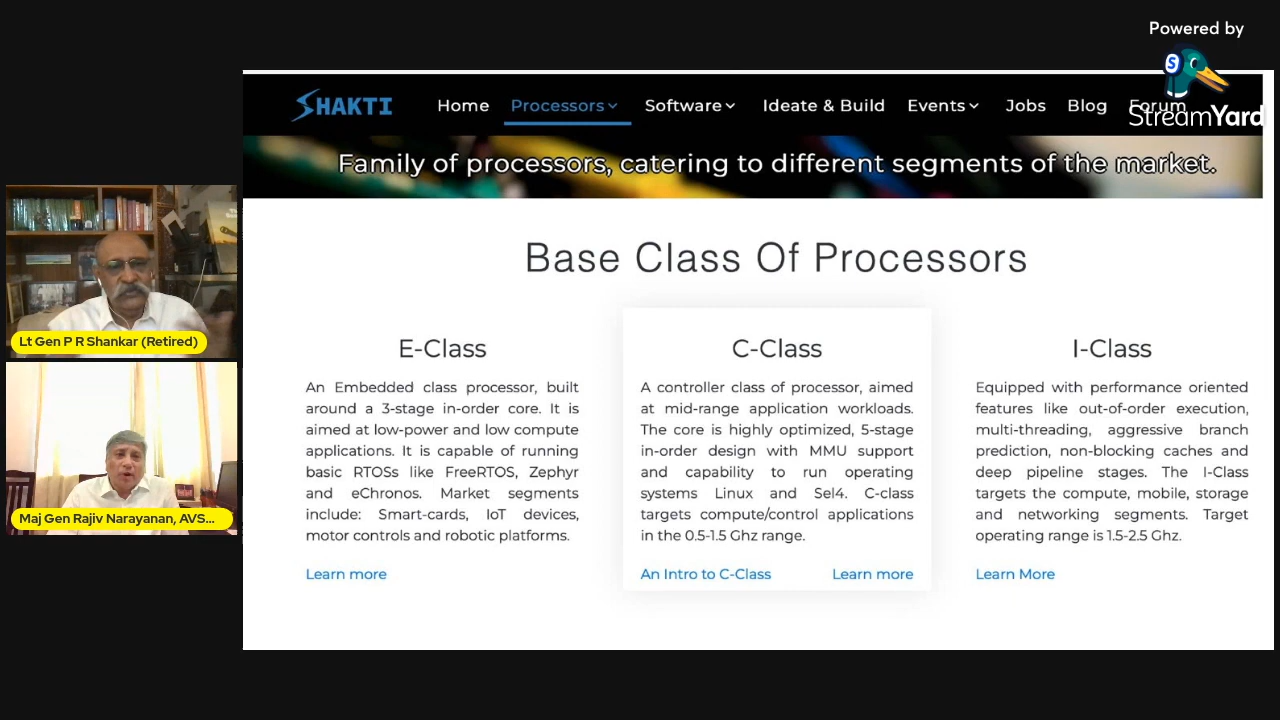 Powered by
StreamYard
SHAKTI
Home Processors Software Ideate & Build Events Jobs Blog Forum
Family of processors, catering to different segments of the market.
Base Class Of Processors
E-Class
An Embedded class processor, built
around a 3-stage in-order core. It is
aimed at low-power and low compute
applications. It is capable of running
basic RTOSs like FreeRTOS, Zephyr
and eChronos. Market segments
include: Smart-cards, IoT devices,
motor controls and robotic platforms.
Learn more
C-Class
A controller class of processor, aimed
at mid-range application workloads.
The core is highly optimized, 5-stage
in-order design with MMU support
and capability to run operating
systems Linux and Sel4. C-class
targets compute/control applications
in the 0.5-1.5 Ghz range.
An Intro to C-Class Learn more
I-Class
Equipped with performance oriented
features like out-of-order execution,
multi-threading, aggressive branch
prediction, non-blocking caches and
deep pipeline stages. The I-Class
targets the compute, mobile, storage
and networking segments. Target
operating range is 1.5-2.5 Ghz.
Learn More
Lt Gen P R Shankar (Retired)
Maj Gen Rajiv Narayanan, AVS...